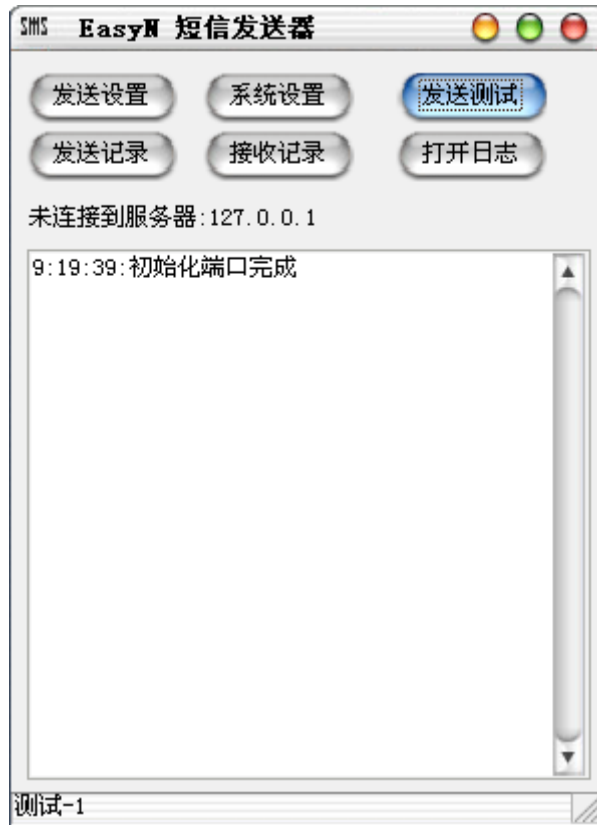 SMS EasyN 短信发送器
发送设置 系统设置 发送测试
发送记录 接收记录 打开日志
未连接到服务器:127.0.0.1
9:19:39:初始化端口完成
测试-1